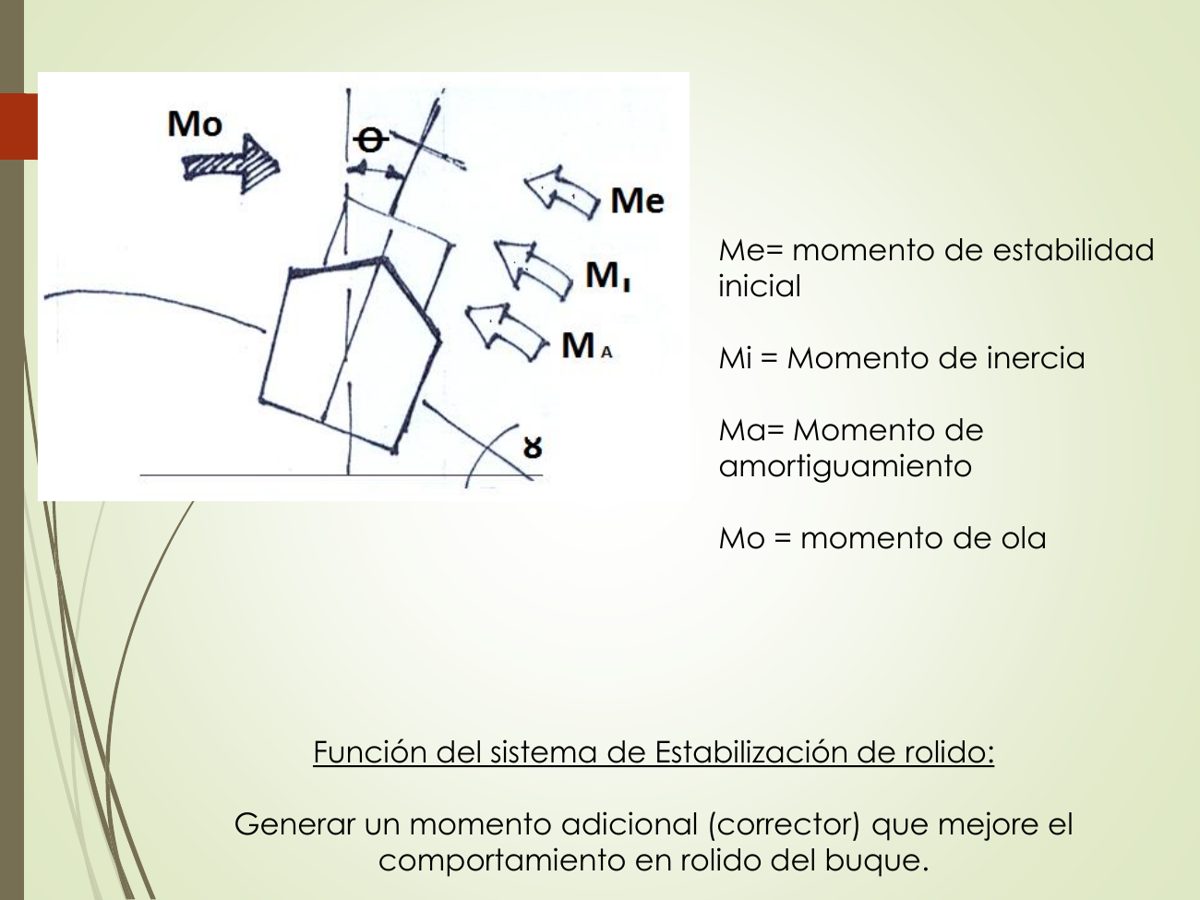 Mo
Ө
Me
Mı
MA
ɣ
Me= momento de estabilidad
inicial
Mi = Momento de inercia
Ma= Momento de
amortiguamiento
Mo = momento de ola
Función del sistema de Estabilización de rolido:
Generar un momento adicional (corrector) que mejore el
comportamiento en rolido del buque.